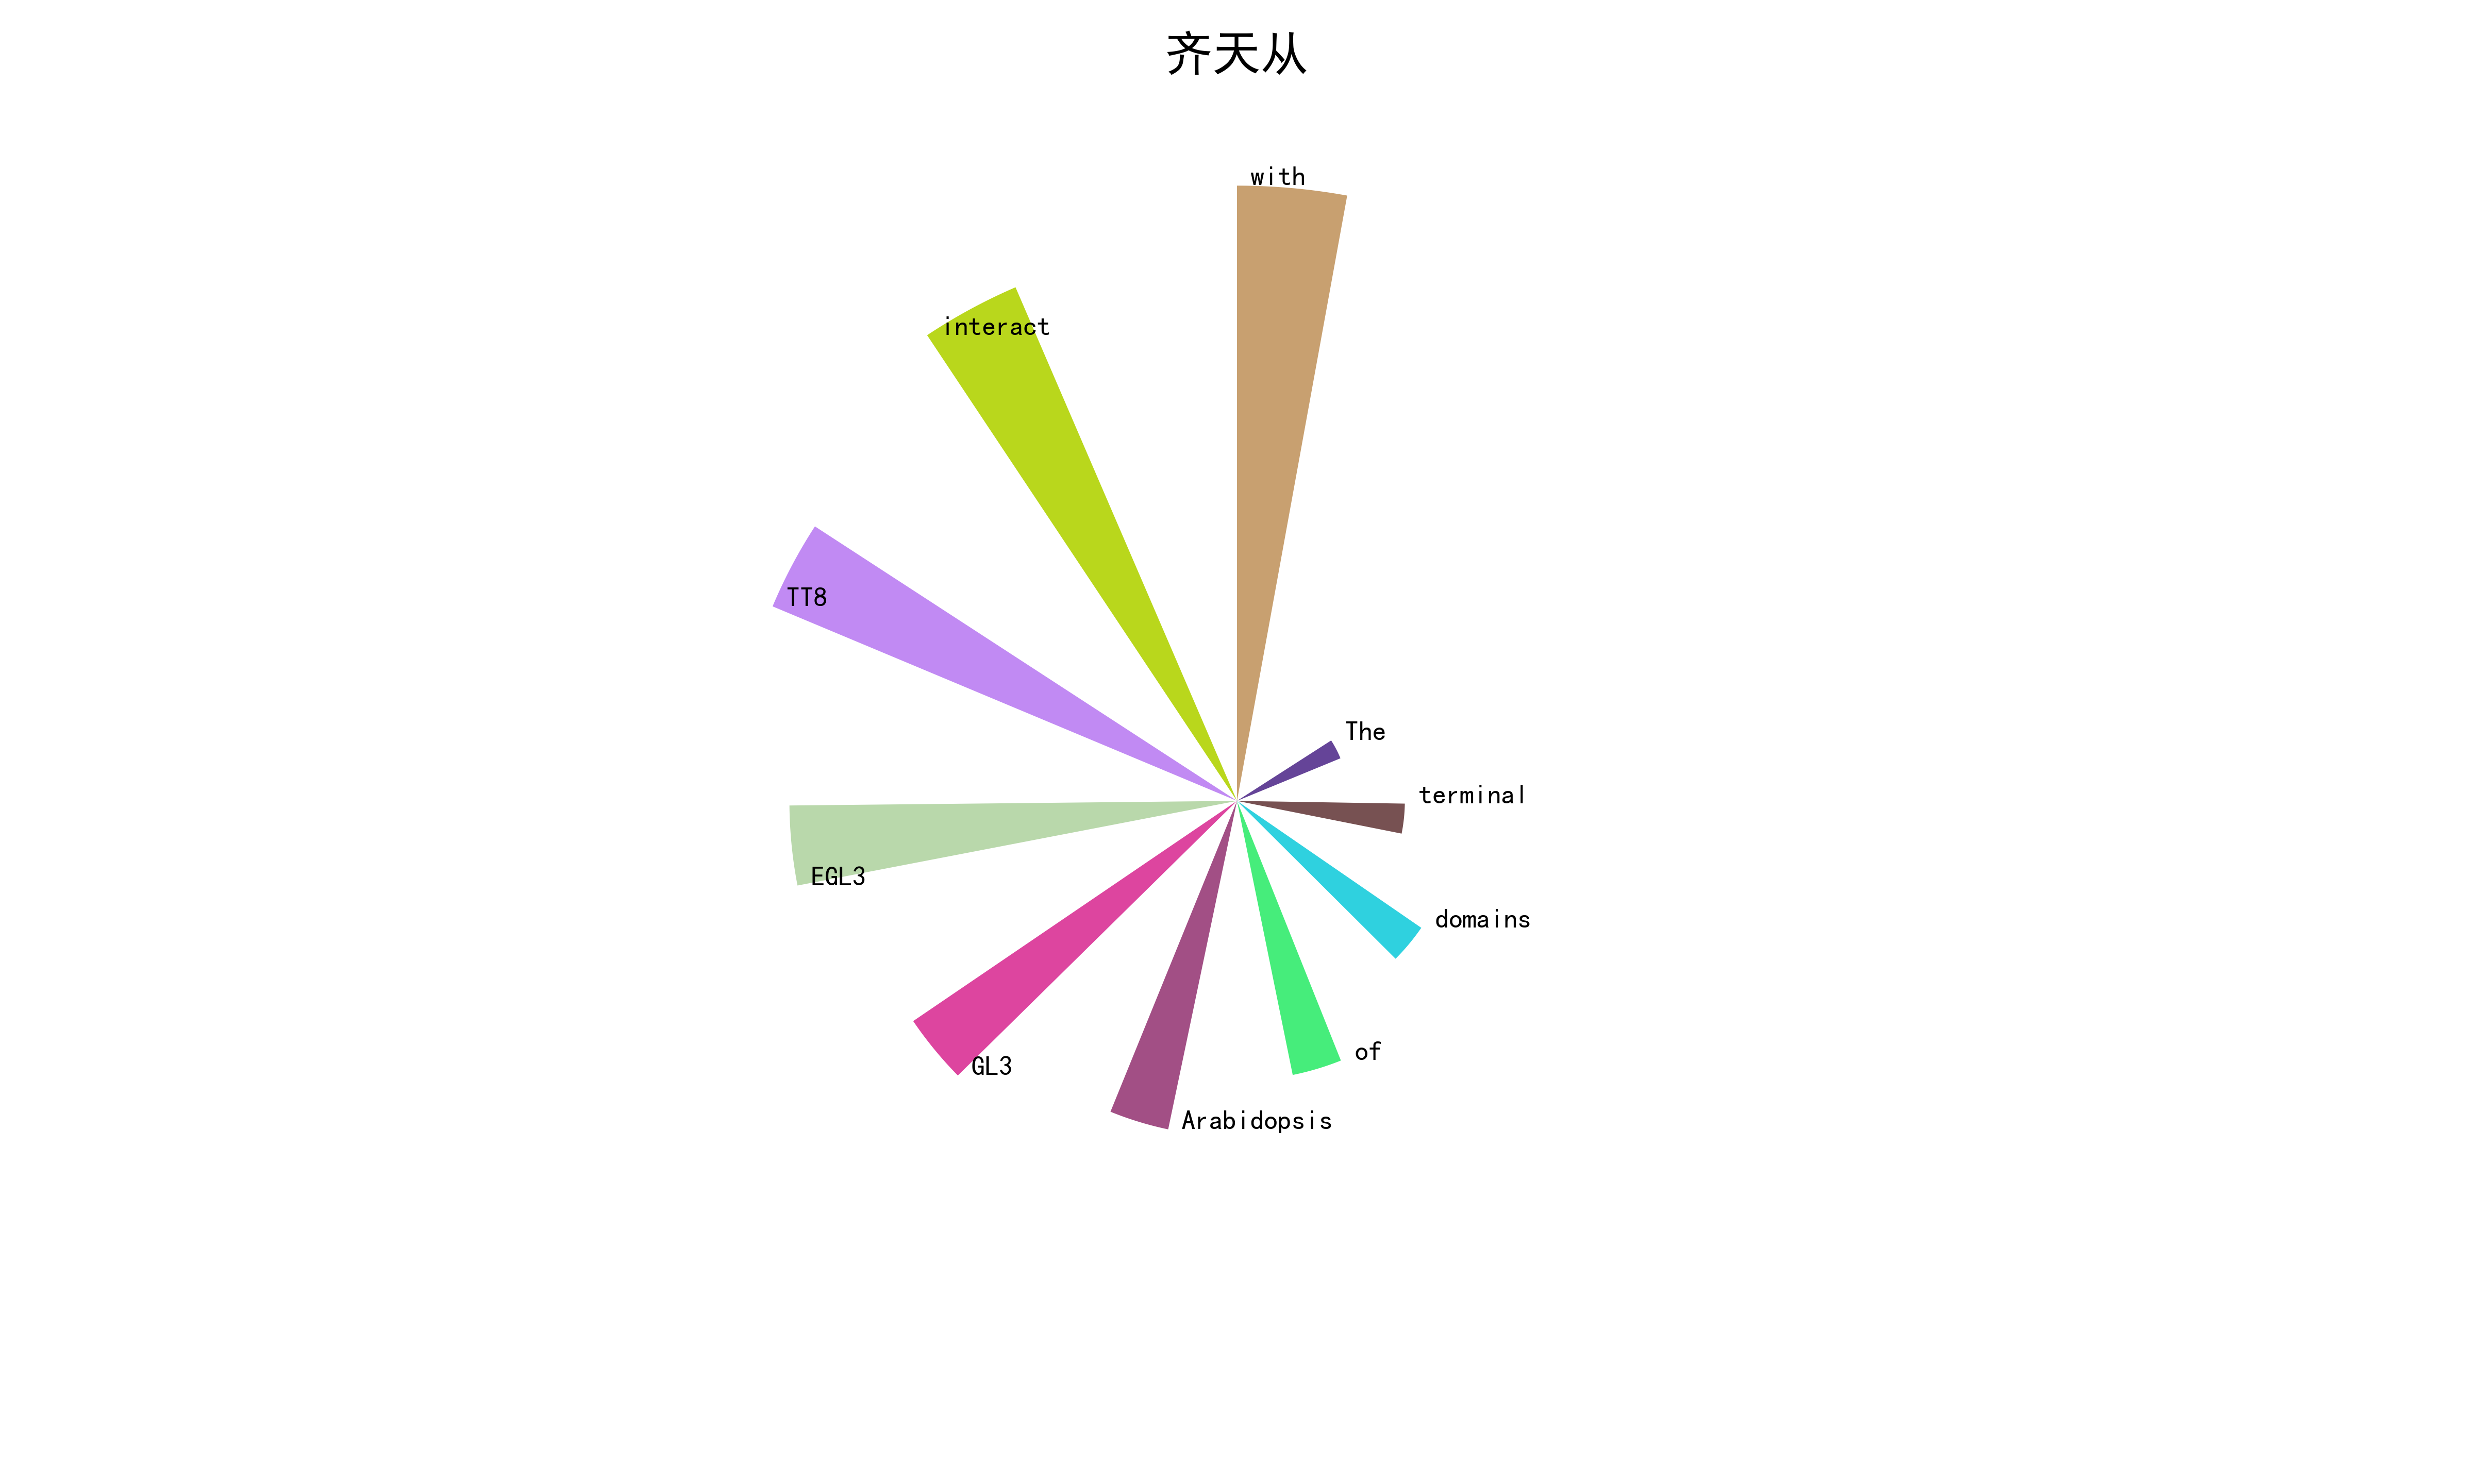 齐天从
with
interact
TT8
The
terminal
EGL3
domains
of
GL3
Arabidopsis